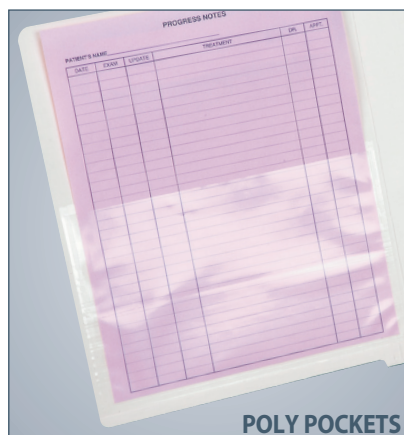 PROGRESS NOTES
PATIENT'S NAME
DATE EXAM UPDATE TREATMENT DR. APPT.
POLY POCKETS